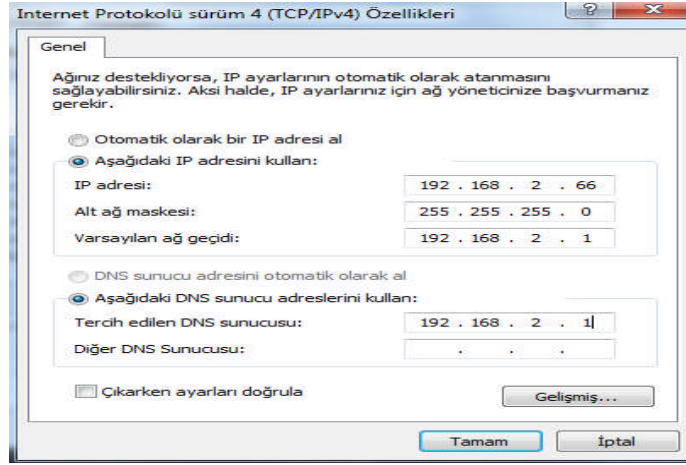 Internet Protokolü sürüm 4 (TCP/IPv4) Özellikleri
Genel
Ağınız destekliyorsa, IP ayarlarının otomatik olarak atanmasını
sağlayabilirsiniz. Aksi halde, IP ayarlarınız için ağ yöneticinize başvurmanız
gerekir.
Otomatik olarak bir IP adresi al
Aşağıdaki IP adresini kullan:
IP adresi: 192 . 168 . 2 . 66
Alt ağ maskesi: 255 . 255 . 255 . 0
Varsayılan ağ geçidi: 192 . 168 . 2 . 1
DNS sunucu adresini otomatik olarak al
Aşağıdaki DNS sunucu adreslerini kullan:
Tercih edilen DNS sunucusu: 192 . 168 . 2 . 1
Diğer DNS Sunucusu: . . .
Çıkarken ayarları doğrula
Gelişmiş...
Tamam İptal